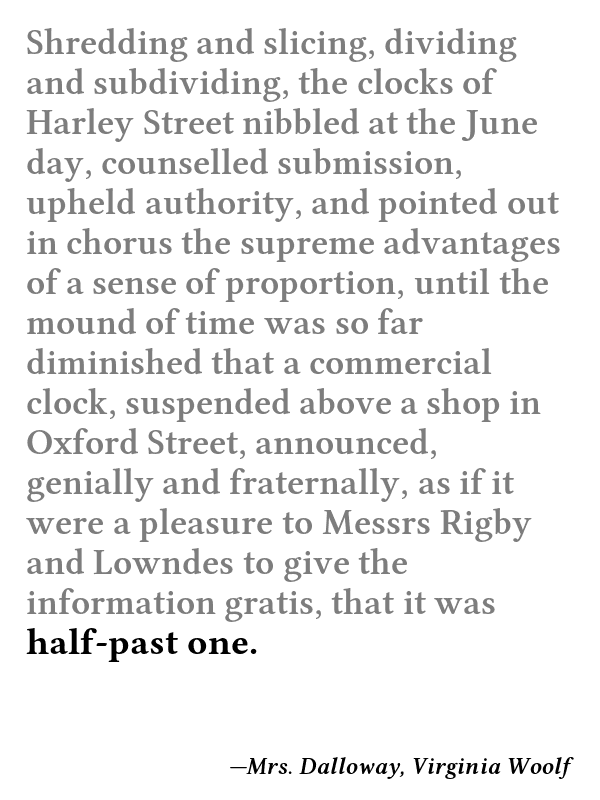 Shredding and slicing, dividing
and subdividing, the clocks of
Harley Street nibbled at the June
day, counselled submission,
upheld authority, and pointed out
in chorus the supreme advantages
of a sense of proportion, until the
mound of time was so far
diminished that a commercial
clock, suspended above a shop in
Oxford Street, announced,
genially and fraternally, as if it
were a pleasure to Messrs Rigby
and Lowndes to give the
information gratis, that it was
half-past one.
—Mrs. Dalloway, Virginia Woolf